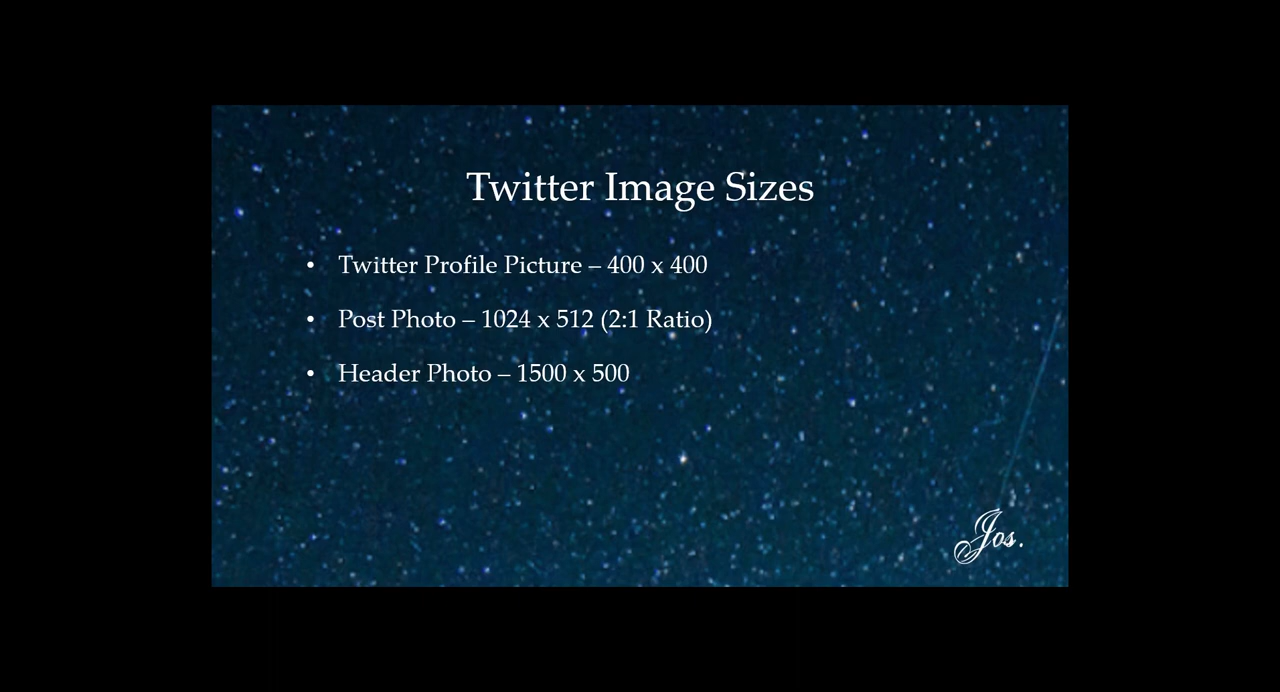 Twitter Image Sizes
• Twitter Profile Picture – 400 x 400
• Post Photo – 1024 x 512 (2:1 Ratio)
• Header Photo – 1500 x 500
Jos.